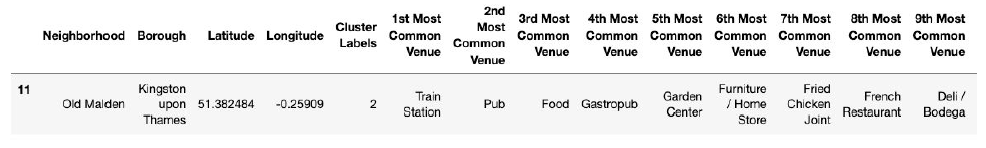 Neighborhood Borough Latitude Longitude Cluster Labels 1st Most Common Venue 2nd Most Common Venue 3rd Most Common Venue 4th Most Common Venue 5th Most Common Venue 6th Most Common Venue 7th Most Common Venue 8th Most Common Venue 9th Most Common Venue
11 Old Malden Kingston upon Thames 51.382484 -0.25909 2 Train Station Pub Food Gastropub Garden Center Furniture / Home Store Fried Chicken Joint French Restaurant Deli / Bodega